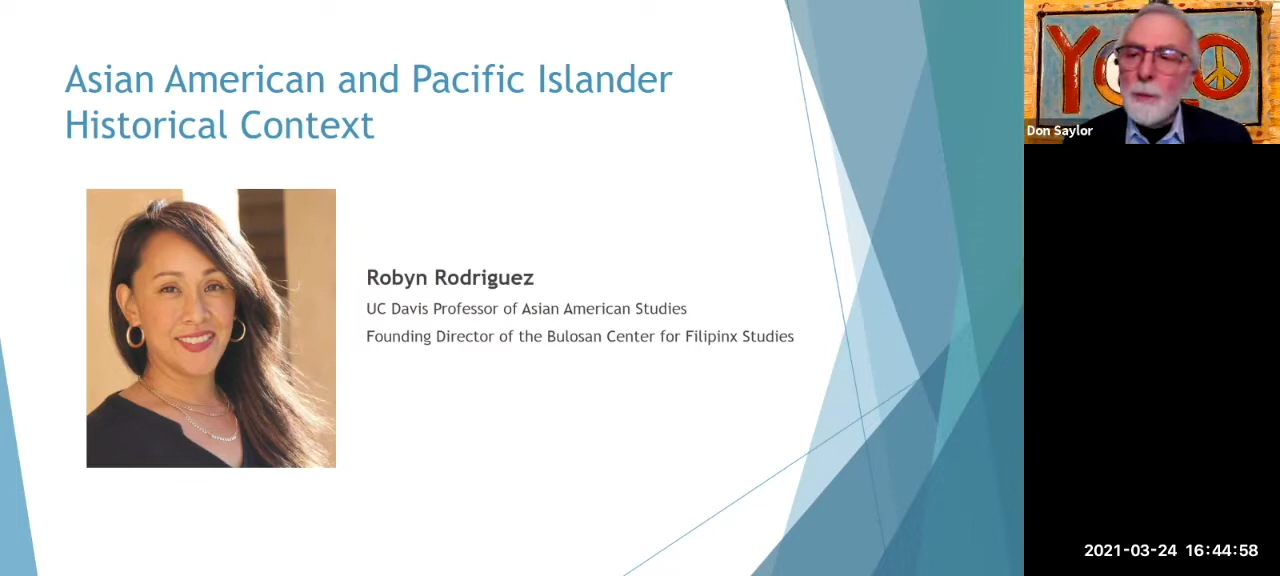 Asian American and Pacific Islander
Historical Context
Robyn Rodriguez
UC Davis Professor of Asian American Studies
Founding Director of the Bulosan Center for Filipinx Studies
YOLO
Don Saylor
2021-03-24 16:44:58